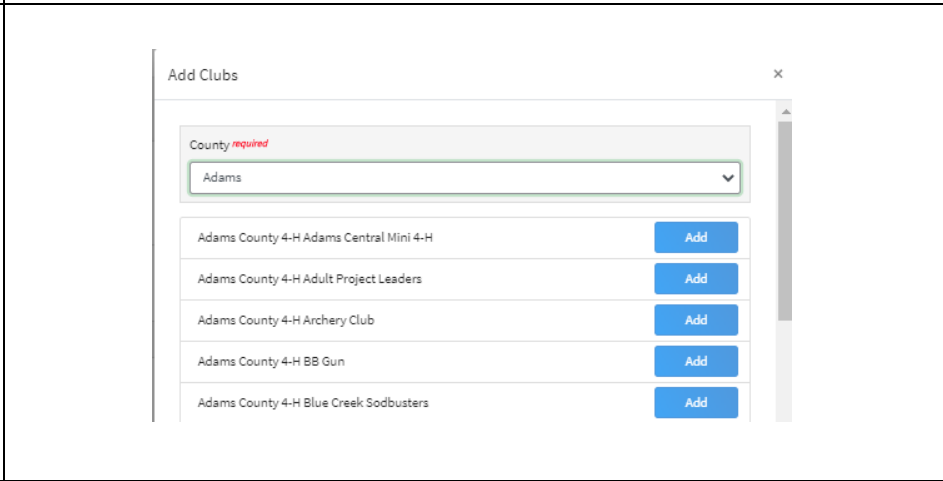 Add Clubs ×
County required
Adams
Adams County 4-H Adams Central Mini 4-H Add
Adams County 4-H Adult Project Leaders Add
Adams County 4-H Archery Club Add
Adams County 4-H BB Gun Add
Adams County 4-H Blue Creek Sodbusters Add